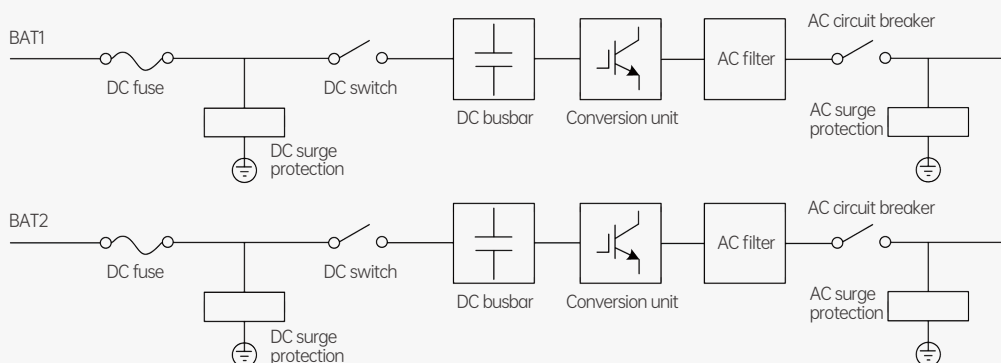 AC circuit breaker
BAT1
DC fuse
DC switch
AC filter
DC busbar
Conversion unit
AC surge
protection
DC surge
protection
AC circuit breaker
BAT2
DC fuse
DC switch
AC filter
DC busbar
Conversion unit
AC surge
protection
DC surge
protection